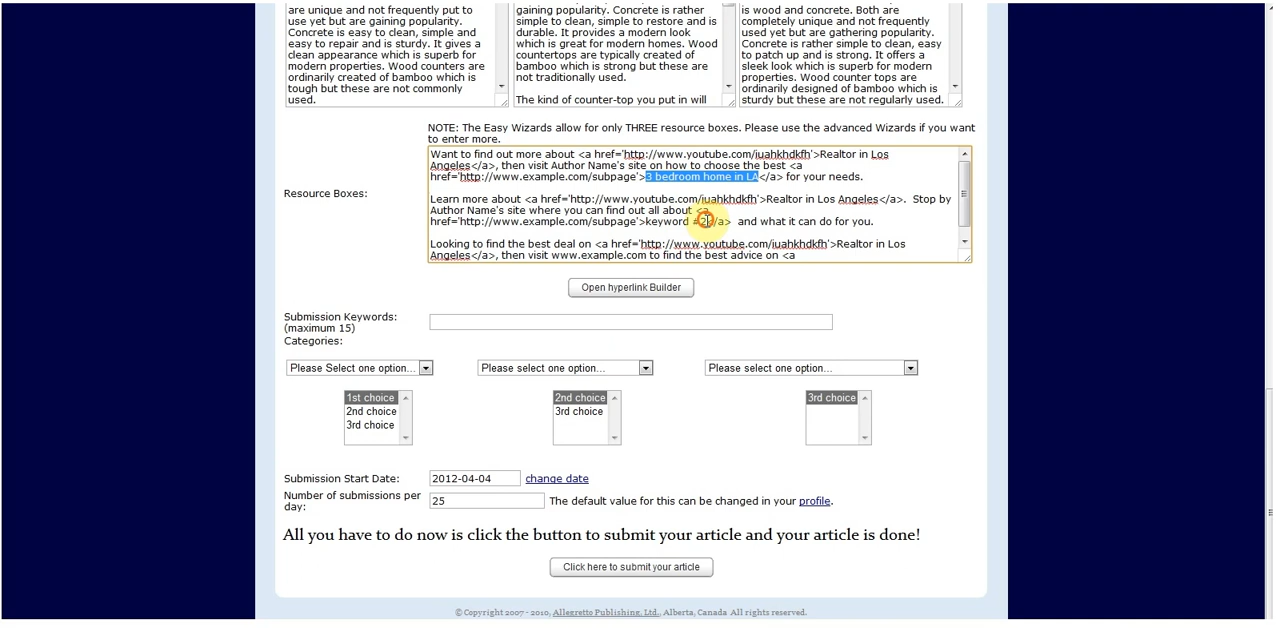 are unique and not frequently put to
use yet but are gaining popularity.
Concrete is easy to clean, simple and
easy to repair and is sturdy. It gives a
clean appearance which is superb for
modern properties. Wood counters are
ordinarily created of bamboo which is
tough but these are not commonly
used.
gaining popularity. Concrete is rather
simple to clean, simple to restore and is
durable. It provides a modern look
which is great for modern homes. Wood
countertops are typically created of
bamboo which is strong but these are
not traditionally used.
The kind of counter-top you put in will
is wood and concrete. Both are
completely unique and not frequently
used yet but are gathering popularity.
Concrete is rather simple to clean, easy
to patch up and is strong. It offers a
sleek look which is superb for modern
properties. Wood counter tops are
ordinarily designed of bamboo which is
sturdy but these are not regularly used.
NOTE: The Easy Wizards allow for only THREE resource boxes. Please use the advanced Wizards if you want
to enter more.
Resource Boxes:
Want to find out more about <a href='http://www.youtube.com/iuahkhdkfh'>Realtor in Los
Angeles</a>, then visit Author Name's site on how to choose the best <a
href='http://www.example.com/subpage'>3 bedroom home in LA</a> for your needs.
Learn more about <a href='http://www.youtube.com/iuahkhdkfh'>Realtor in Los Angeles</a>.  Stop by
Author Name's site where you can find out all about <a
href='http://www.example.com/subpage'>keyword #2</a>  and what it can do for you.
Looking to find the best deal on <a href='http://www.youtube.com/iuahkhdkfh'>Realtor in Los
Angeles</a>, then visit www.example.com to find the best advice on <a
Open hyperlink Builder
Submission Keywords:
(maximum 15)
Categories:
Please Select one option... Please select one option... Please select one option...
1st choice
2nd choice
3rd choice
2nd choice
3rd choice
3rd choice
Submission Start Date: 2012-04-04 change date
Number of submissions per
day:
25 The default value for this can be changed in your profile.
All you have to do now is click the button to submit your article and your article is done!
Click here to submit your article
© Copyright 2007 - 2010, Allegretto Publishing, Ltd., Alberta, Canada All rights reserved.